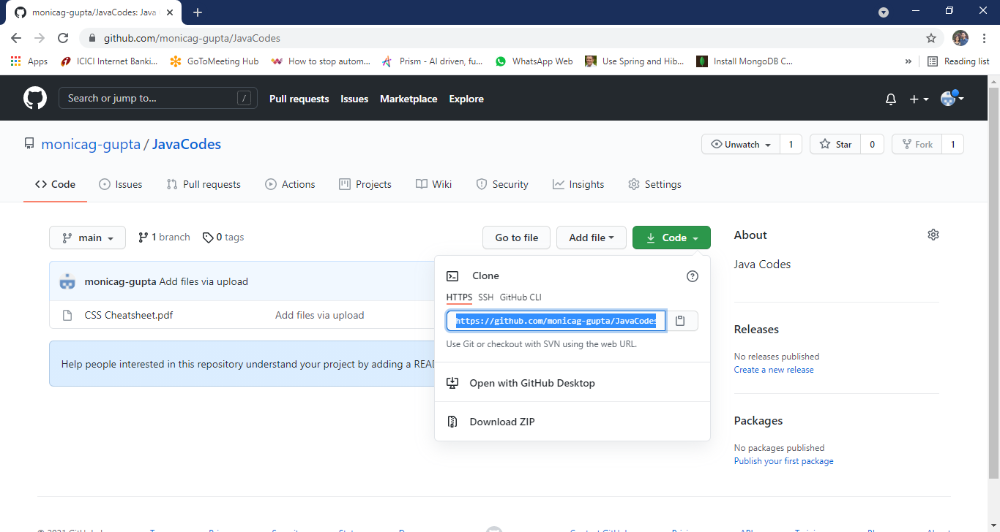 monicag-gupta/JavaCodes: Java
github.com/monicag-gupta/JavaCodes
Apps ICICI Internet Banki... GoToMeeting Hub How to stop autom... Prism - AI driven, fu... WhatsApp Web Use Spring and Hib... Install MongoDB C... » Reading list
Search or jump to... / Pull requests Issues Marketplace Explore
monicag-gupta / JavaCodes Unwatch 1 Star 0 Fork 1
Code Issues Pull requests Actions Projects Wiki Security Insights Settings
main 1 branch 0 tags Go to file Add file Code About
Java Codes
monicag-gupta Add files via upload
Clone
HTTPS SSH GitHub CLI
CSS Cheatsheet.pdf Add files via upload
https://github.com/monicag-gupta/JavaCodes
Use Git or checkout with SVN using the web URL.
Releases
No releases published
Create a new release
Help people interested in this repository understand your project by adding a READ
Open with GitHub Desktop
Download ZIP
Packages
No packages published
Publish your first package